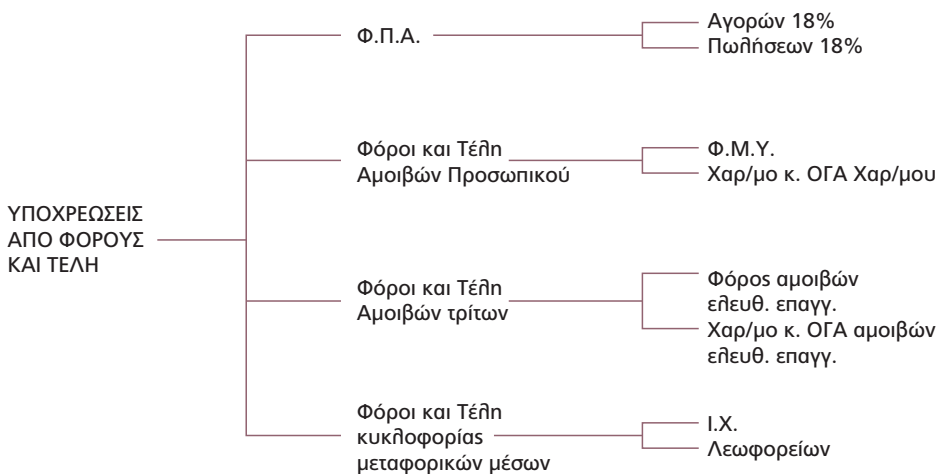 ΥΠΟΧΡΕΩΣΕΙΣ
ΑΠΟ ΦΟΡΟΥΣ
ΚΑΙ ΤΕΛΗ
Φ.Π.Α.
Αγορών 18%
Πωλήσεων 18%
Φόροι και Τέλη
Αμοιβών Προσωπικού
Φ.Μ.Υ.
Χαρ/μο κ. ΟΓΑ Χαρ/μου
Φόροι και Τέλη
Αμοιβών τρίτων
Φόρος αμοιβών
ελευθ. επαγγ.
Χαρ/μο κ. ΟΓΑ αμοιβών
ελευθ. επαγγ.
Φόροι και Τέλη
κυκλοφορίας
μεταφορικών μέσων
Ι.Χ.
Λεωφορείων